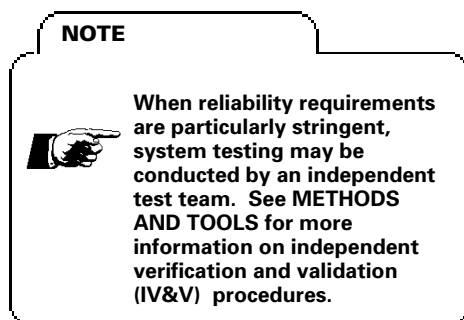 NOTE
When reliability requirements
are particularly stringent,
system testing may be
conducted by an independent
test team.  See METHODS
AND TOOLS for more
information on independent
verification and validation
(IV&V)  procedures.